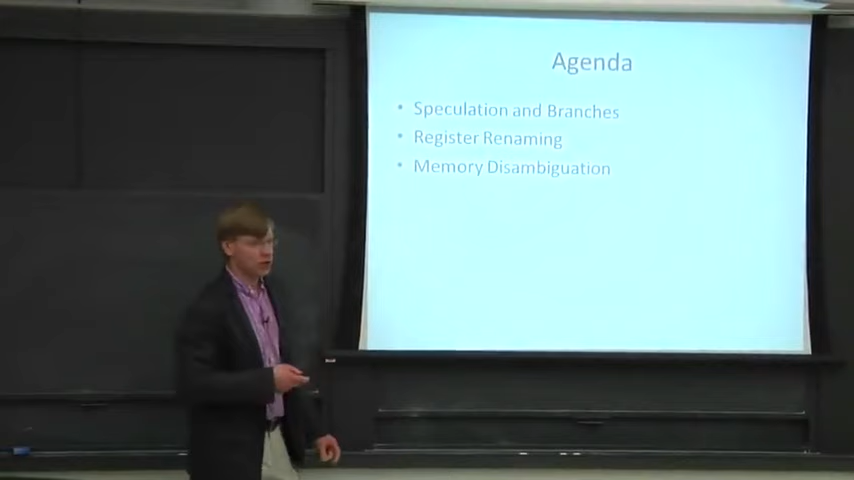 Agenda
• Speculation and Branches
• Register Renaming
• Memory Disambiguation